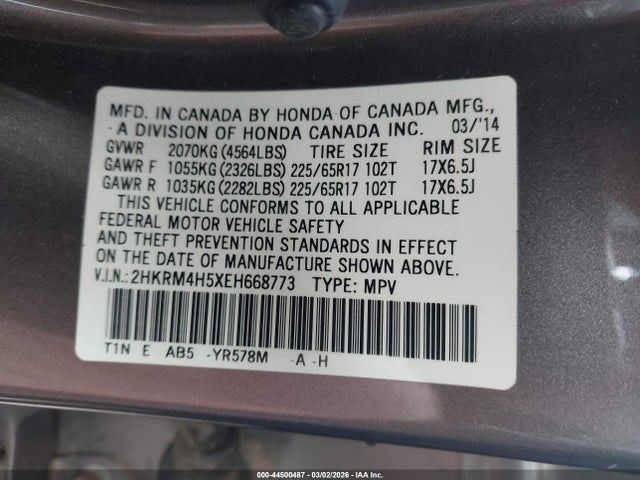 MFD. IN CANADA BY HONDA OF CANADA MFG.,
A DIVISION OF HONDA CANADA INC. 03/'14
GVWR 2070KG (4564LBS) TIRE SIZE RIM SIZE
GAWR F 1055KG (2326LBS) 225/65R17 102T 17X6.5J
GAWR R 1035KG (2282LBS) 225/65R17 102T 17X6.5J
THIS VEHICLE CONFORMS TO ALL APPLICABLE
FEDERAL MOTOR VEHICLE SAFETY
AND THEFT PREVENTION STANDARDS IN EFFECT
ON THE DATE OF MANUFACTURE SHOWN ABOVE.
V.I.N.: 2HKRM4H5XEH668773 TYPE: MPV
T1N E AB5 -YR578M -A -H
000-44500487 - 03/02/2026 - IAA Inc.